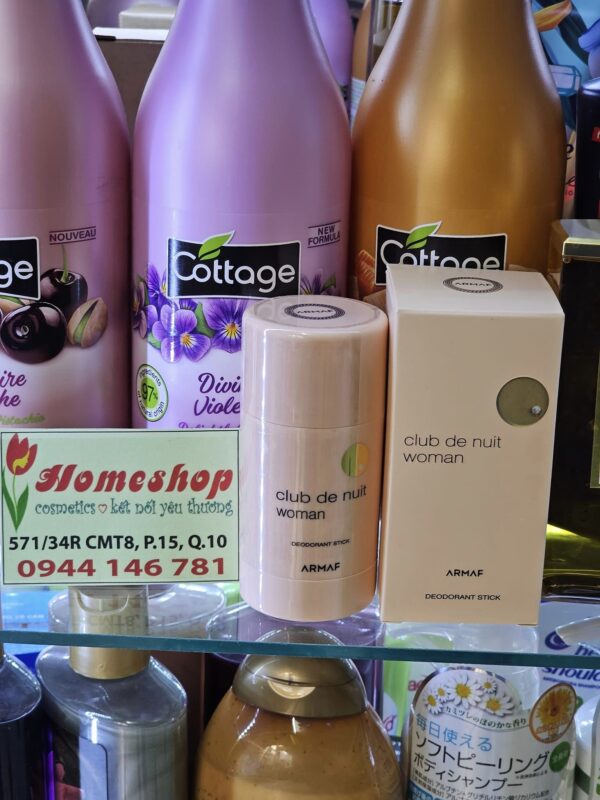 NOUVEAU
NEW
FORMULA
Cottage
Cottage
ARMAF
ARMAF
97%
Divi
Viole
club de nuit
woman
DEODORANT STICK
ARMAF
club de nuit
woman
ARMAF
DEODORANT STICK
Homeshop
cosmetics kết nối yêu thương
571/34R CMT8, P.15, Q.10
0944 146 781
毎日使える
ソフトピーリング
ボディシャンプー